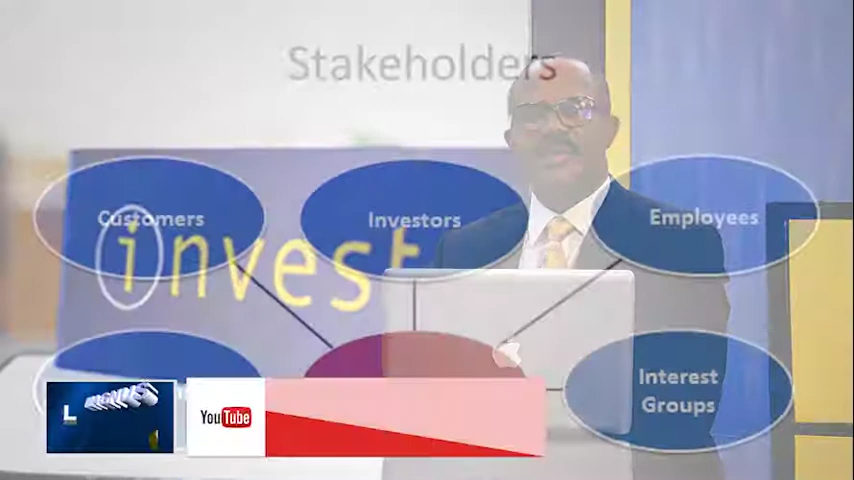 Stakeholders
Customers
Investors
Employees
invest
Interest
Groups
L
YouTube